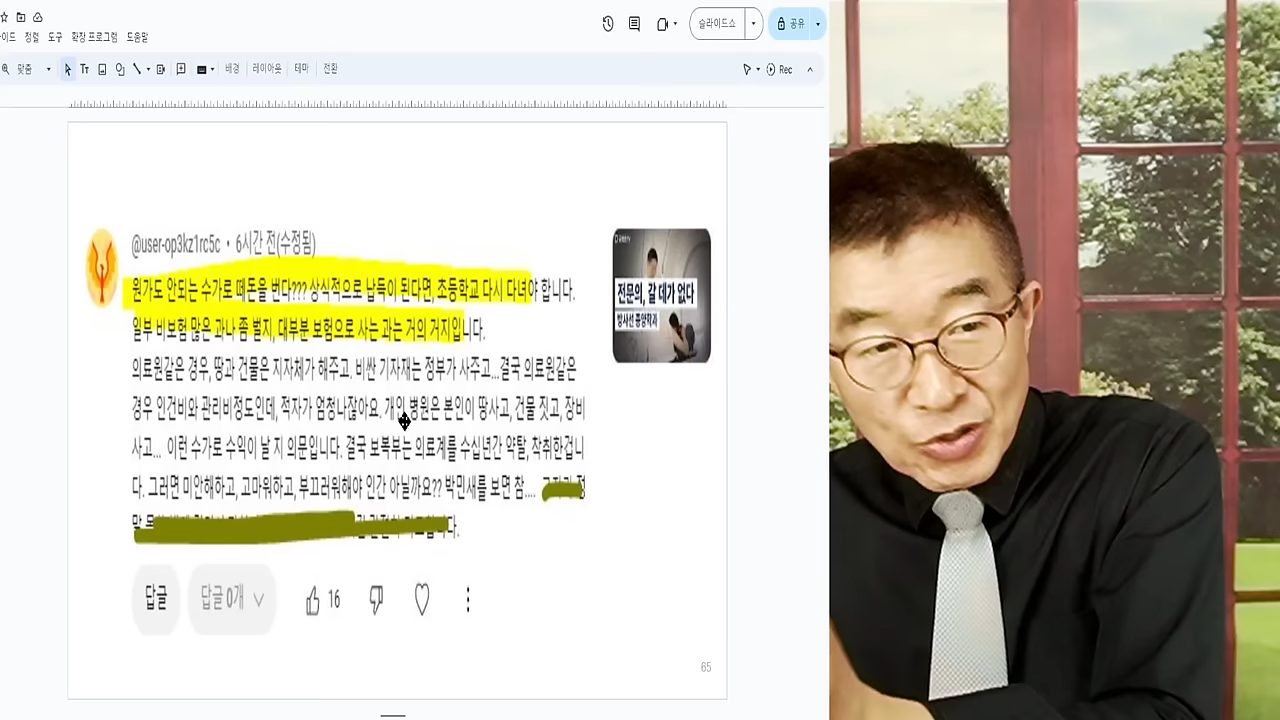 이드 정렬 도구 확장 프로그램 도움말
슬라이드쇼
공유
맞춤
배경 레이아웃 테마 전환
Rec
@user-op3kz1rc5c • 6시간 전(수정됨)
원가도 안되는 수가로 떼돈을 번다??? 상식적으로 납득이 된다면, 초등학교 다시 다녀야 합니다.
일부 비보험 많은 과나 좀 벌지, 대부분 보험으로 사는 과는 거의 거지입니다.
의료원같은 경우, 땅과 건물은 지자체가 해주고, 비싼 기자재는 정부가 사주고...결국 의료원같은
경우 인건비와 관리비정도인데, 적자가 엄청나잖아요. 개인 병원은 본인이 땅사고, 건물 짓고, 장비
사고... 이런 수가로 수익이 날 지 의문입니다. 결국 보복부는 의료계를 수십년간 약탈, 착취한겁니
다. 그러면 미안해하고, 고마워하고, 부끄러워해야 인간 아닐까요?? 박민새를 보면 참.... 정
다.
전문의, 갈 데가 없다
방사선 종양학과
답글
답글 0개
16
65